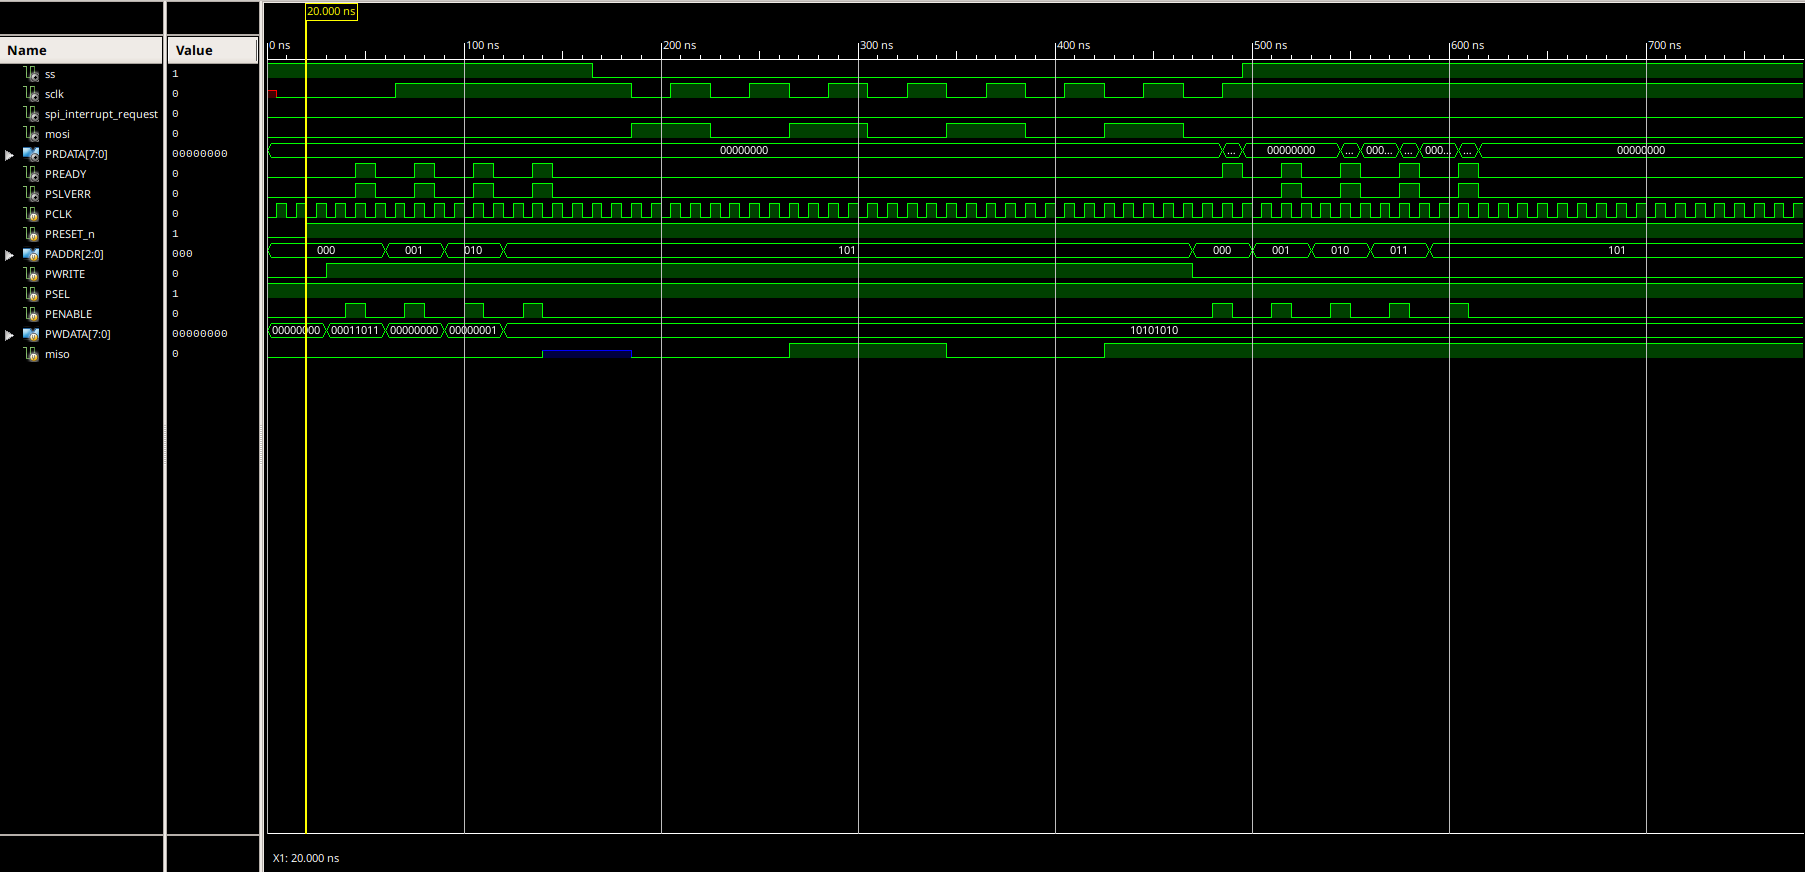 20.000 ns
Name Value
0 ns 100 ns 200 ns 300 ns 400 ns 500 ns 600 ns 700 ns
ss 1
sclk 0
spi_interrupt_request 0
mosi 0
PRDATA[7:0] 00000000 00000000 ... 00000000 ... 000... ... 000... ... 00000000
PREADY 0
PSLVERR 0
PCLK 0
PRESET_n 1
PADDR[2:0] 000 000 001 010 101 000 001 010 011 101
PWRITE 0
PSEL 1
PENABLE 0
PWDATA[7:0] 00000000 00000000 00011011 00000000 00000001 10101010
miso 0
X1: 20.000 ns